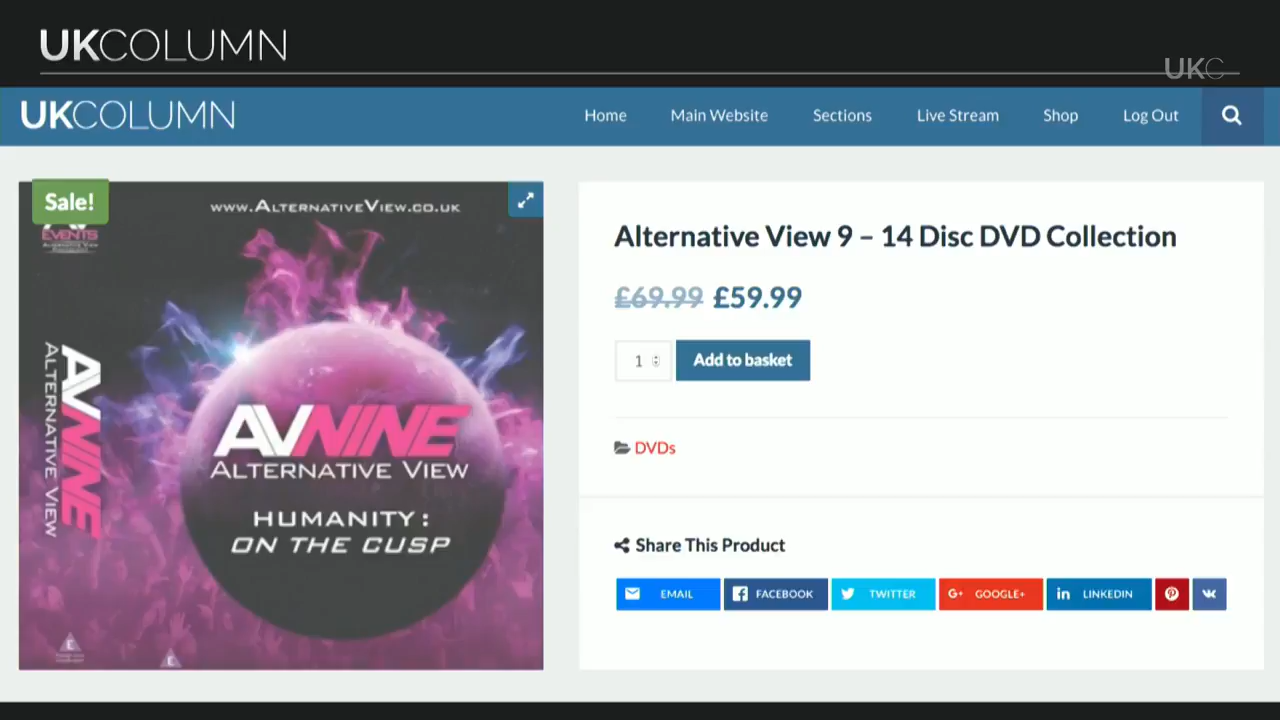 UKCOLUMN
UKC
UKCOLUMN
Home Main Website Sections Live Stream Shop Log Out
Sale!
EVENTS
www.AlternativeView.co.uk
AVNINE
ALTERNATIVE VIEW
AVNINE
ALTERNATIVE VIEW
HUMANITY:
ON THE CUSP
Alternative View 9 – 14 Disc DVD Collection
£69.99 £59.99
1 Add to basket
DVDs
Share This Product
EMAIL FACEBOOK TWITTER G+ GOOGLE+ in LINKEDIN